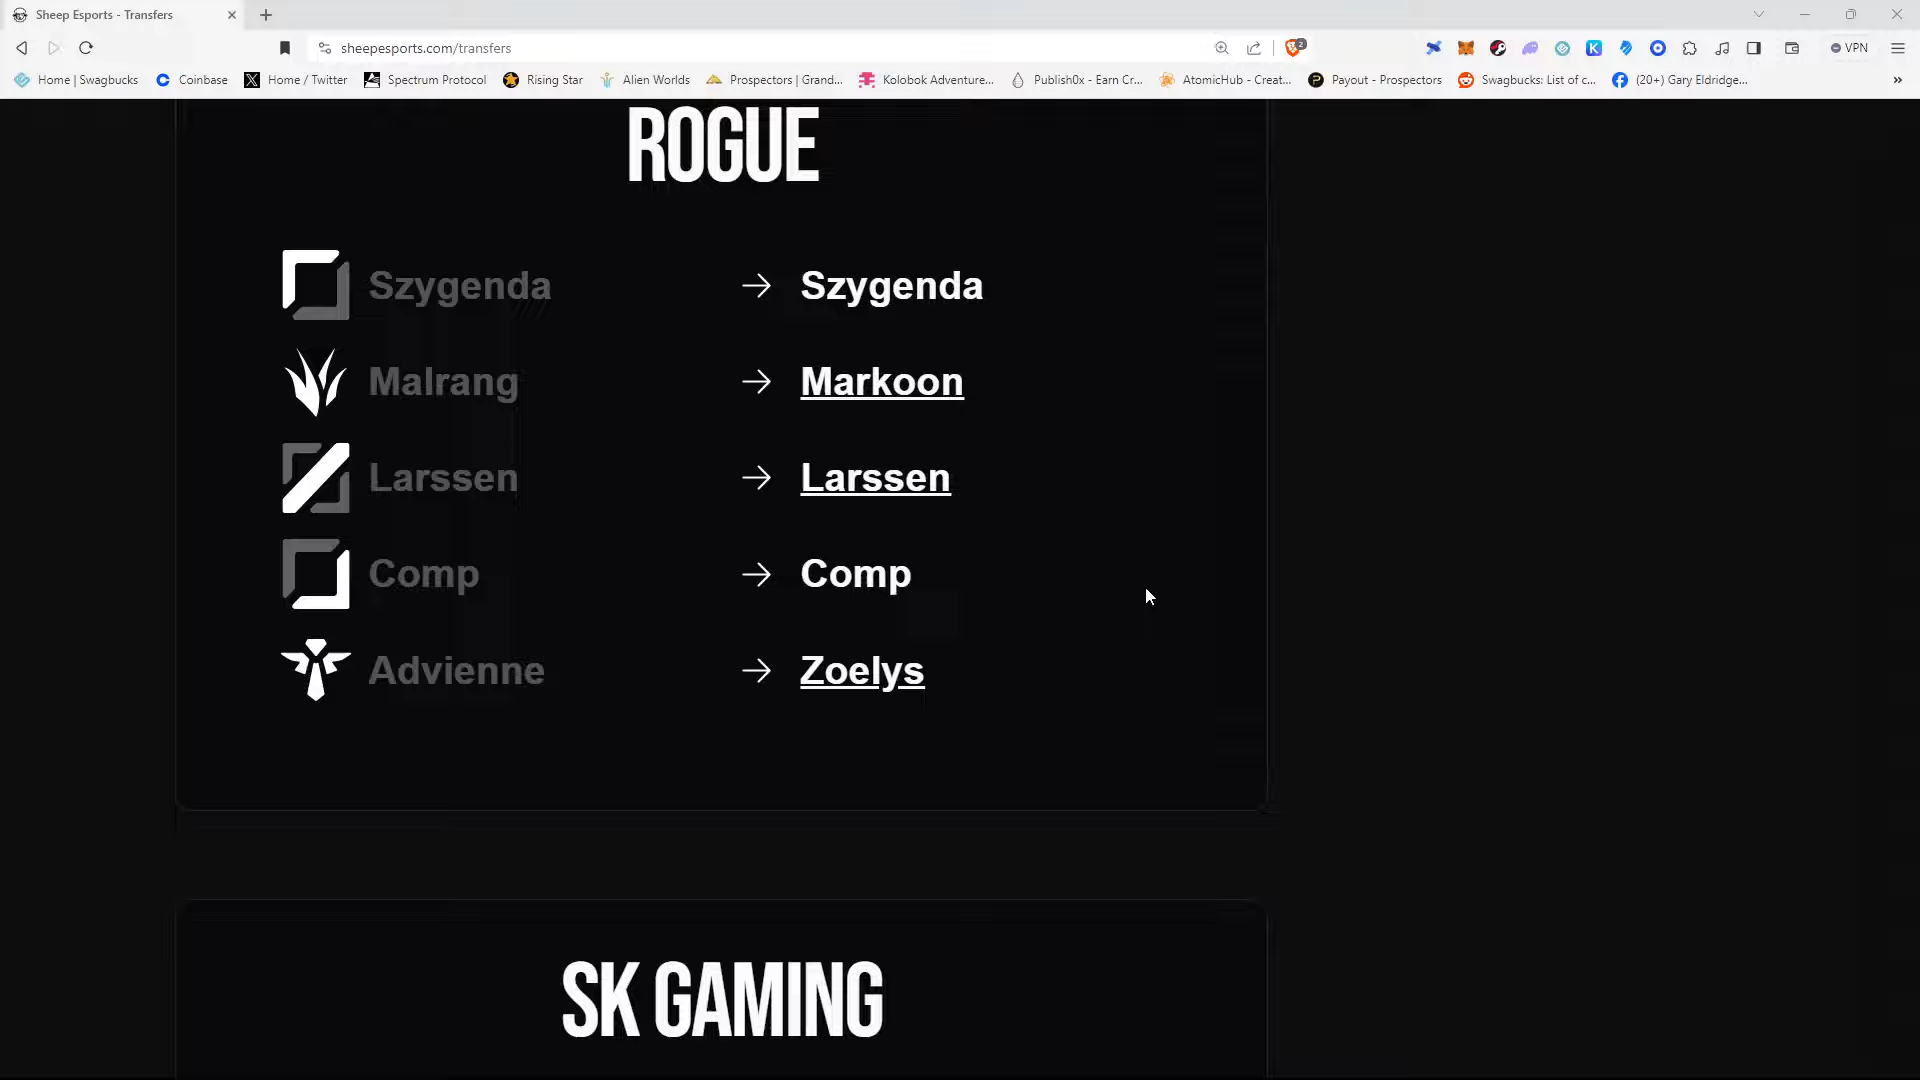 Sheep Esports - Transfers
sheepesports.com/transfers
2
VPN
Home | Swagbucks
Coinbase
Home / Twitter
Spectrum Protocol
Rising Star
Alien Worlds
Prospectors | Grand...
Kolobok Adventure...
Publish0x - Earn Cr...
AtomicHub - Creat...
Payout - Prospectors
Swagbucks: List of c...
(20+) Gary Eldridge...
ROGUE
Szygenda → Szygenda
Malrang → Markoon
Larssen → Larssen
Comp → Comp
Advienne → Zoelys
SK GAMING